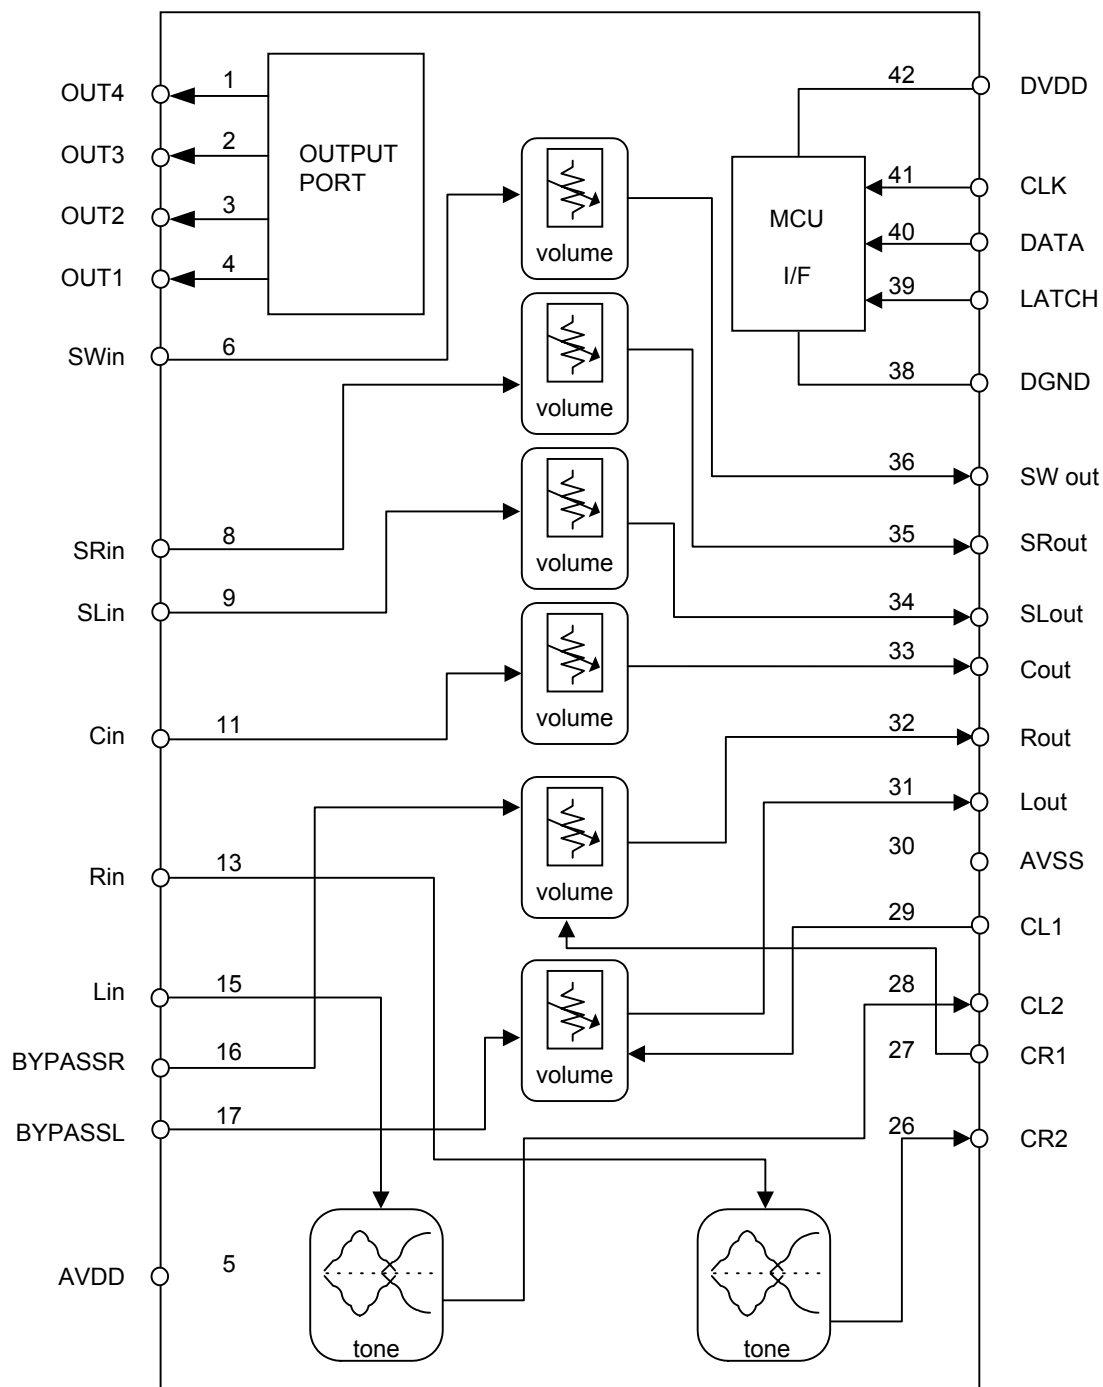 OUT4 1
OUT3 2
OUT2 3
OUT1 4
OUTPUT
PORT
SWin 6
SRin 8
SLin 9
Cin 11
Rin 13
Lin 15
BYPASSR 16
BYPASSL 17
AVDD 5
volume
volume
volume
volume
volume
volume
tone
tone
MCU
I/F
42 DVDD
41 CLK
40 DATA
39 LATCH
38 DGND
36 SW out
35 SRout
34 SLout
33 Cout
32 Rout
31 Lout
30 AVSS
29 CL1
28 CL2
27 CR1
26 CR2